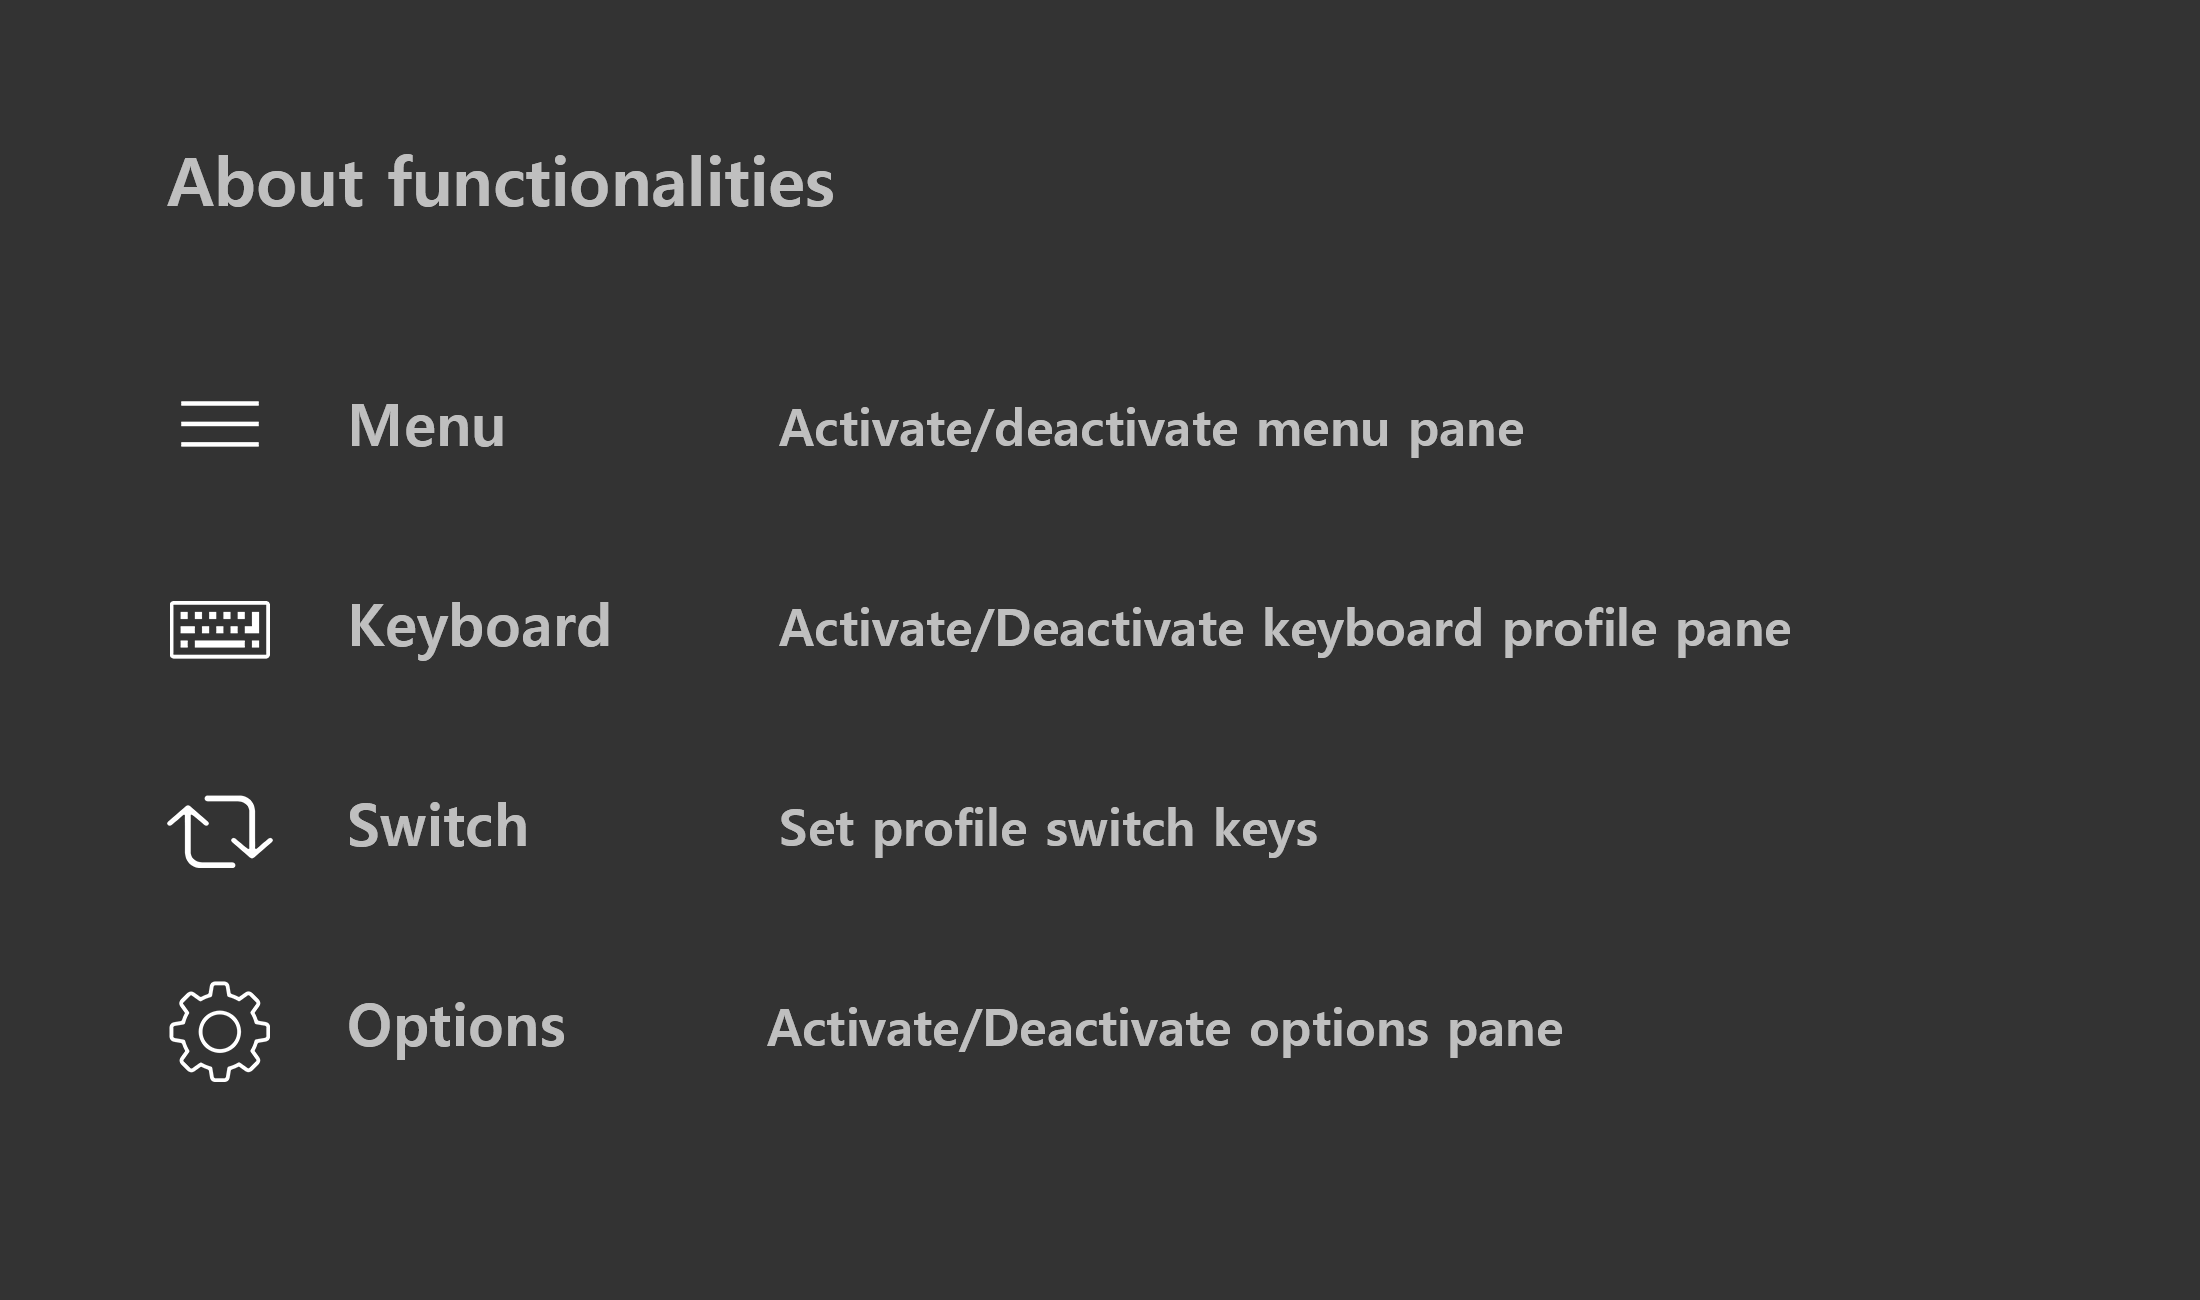 About functionalities
Menu Activate/deactivate menu pane
Keyboard Activate/Deactivate keyboard profile pane
Switch Set profile switch keys
Options Activate/Deactivate options pane